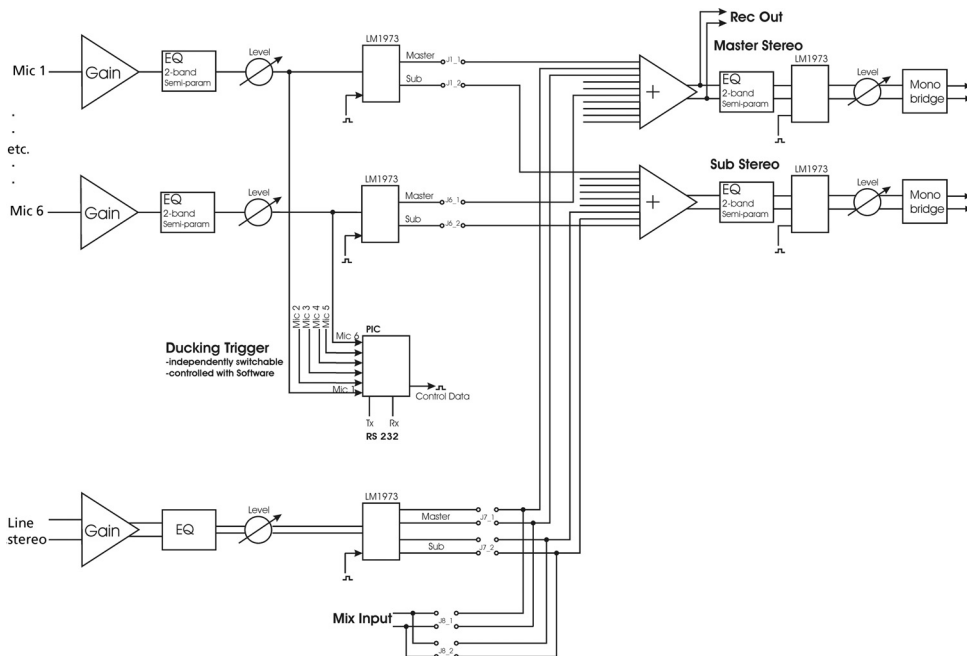 Rec Out
Master Stereo
Mic 1
Gain
EQ
2-band
Semi-param
Level
LM1973
Master
J1_1
Sub
J1_2
+
EQ
2-band
Semi-param
LM1973
Level
Mono
bridge
etc.
Mic 6
Gain
EQ
2-band
Semi-param
Level
LM1973
Master
J6_1
Sub
J6_2
+
Sub Stereo
EQ
2-band
Semi-param
LM1973
Level
Mono
bridge
Mic 2
Mic 3
Mic 4
Mic 5
Mic 6
PIC
Ducking Trigger
-independently switchable
-controlled with Software
Mic 1
Control Data
Tx
Rx
RS 232
Line
stereo
Gain
EQ
Level
LM1973
Master
J7_1
Sub
J7_2
Mix Input
J8_1
J8_2